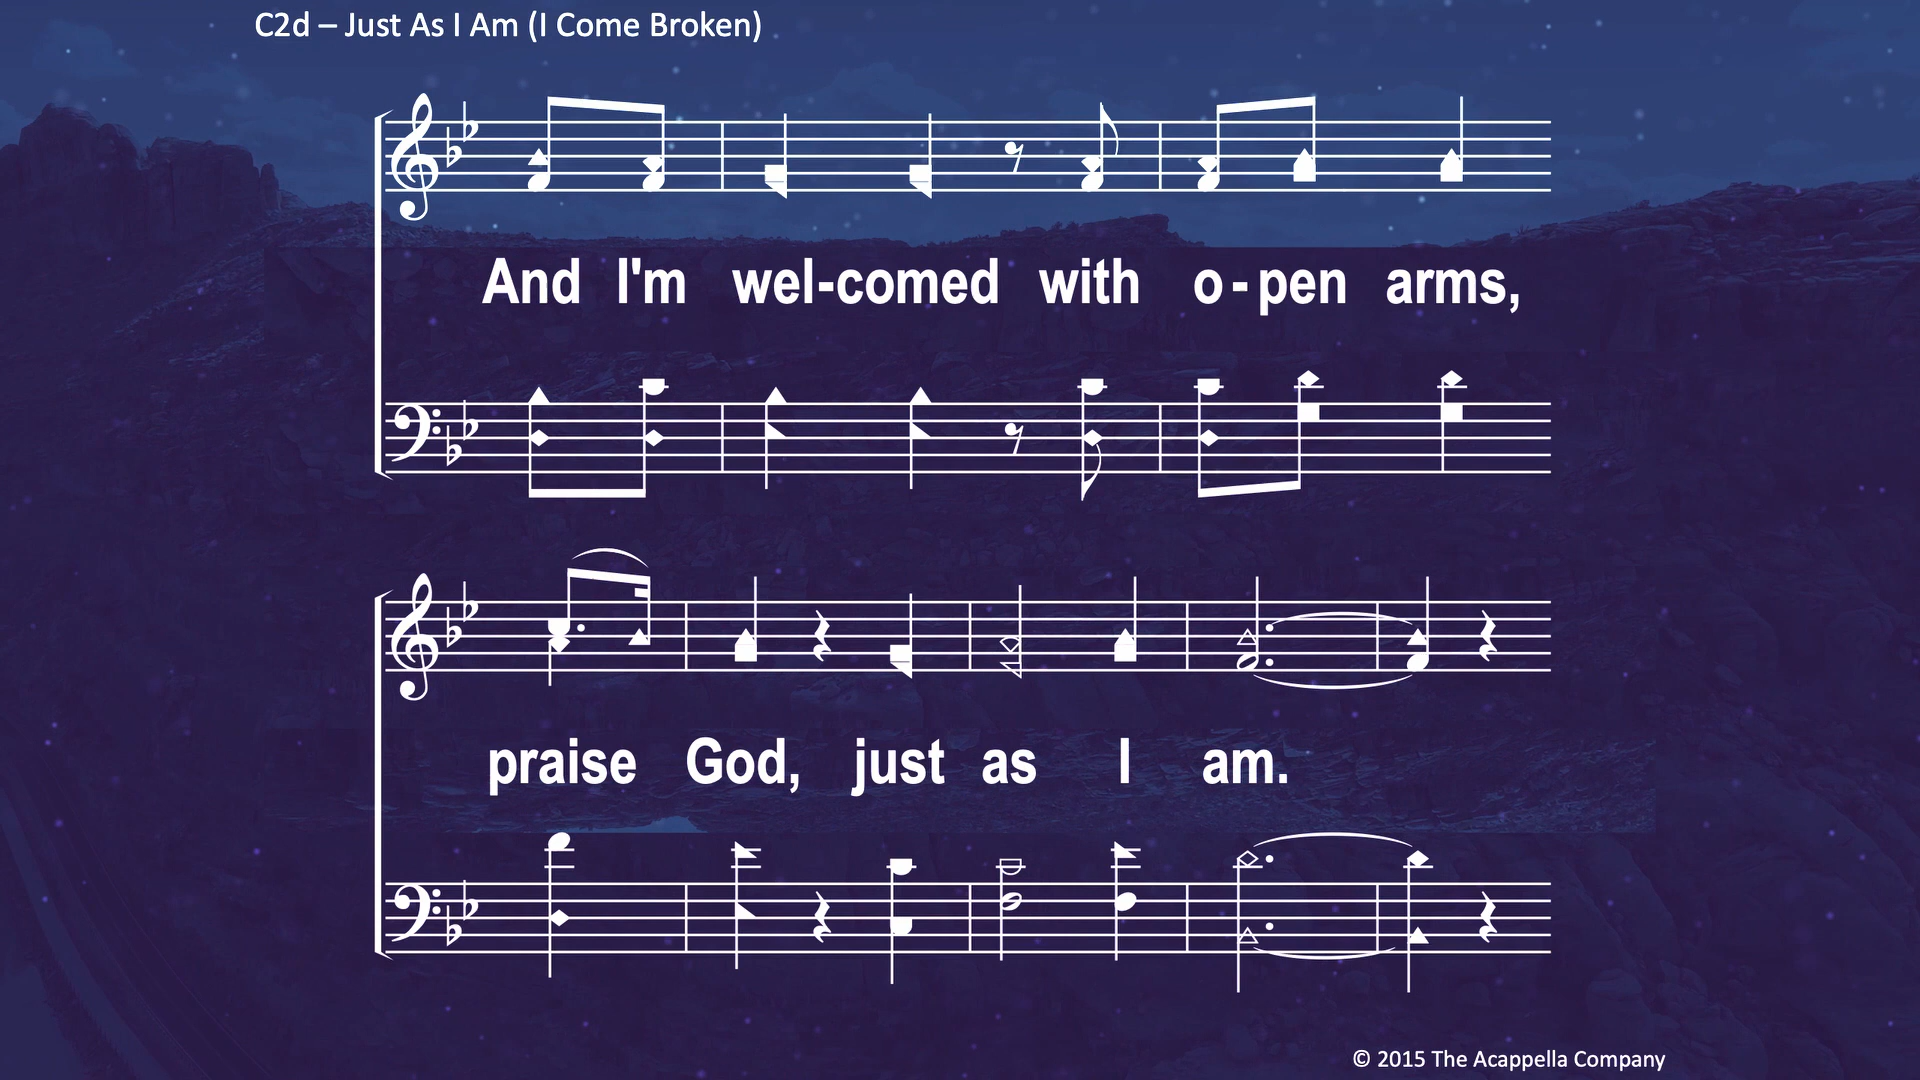 C2d – Just As I Am (I Come Broken)
And I'm wel-comed with o-pen arms,
praise God, just as I am.
© 2015 The Acappella Company